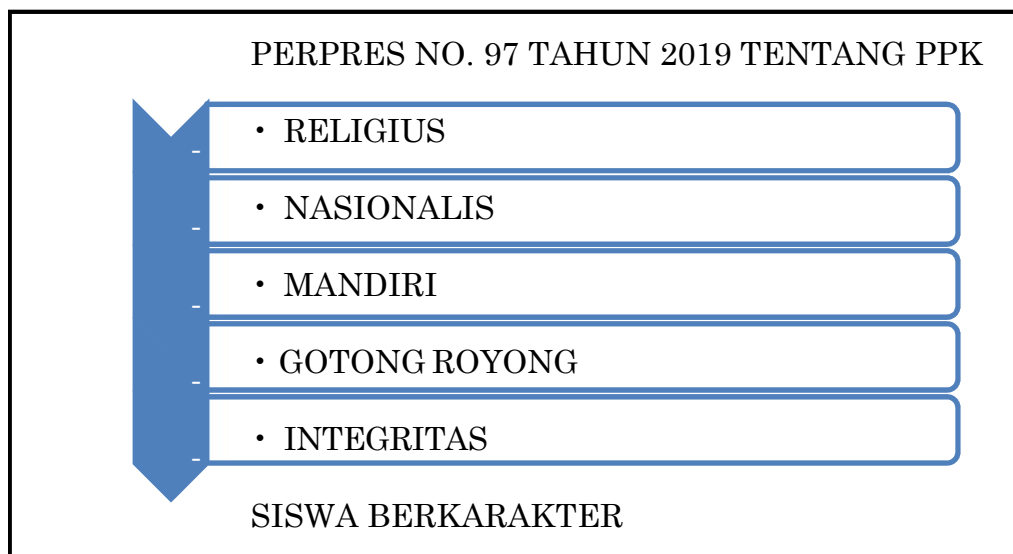 PERPRES NO. 97 TAHUN 2019 TENTANG PPK
• RELIGIUS
-
• NASIONALIS
-
• MANDIRI
-
• GOTONG ROYONG
-
• INTEGRITAS
-
SISWA BERKARAKTER